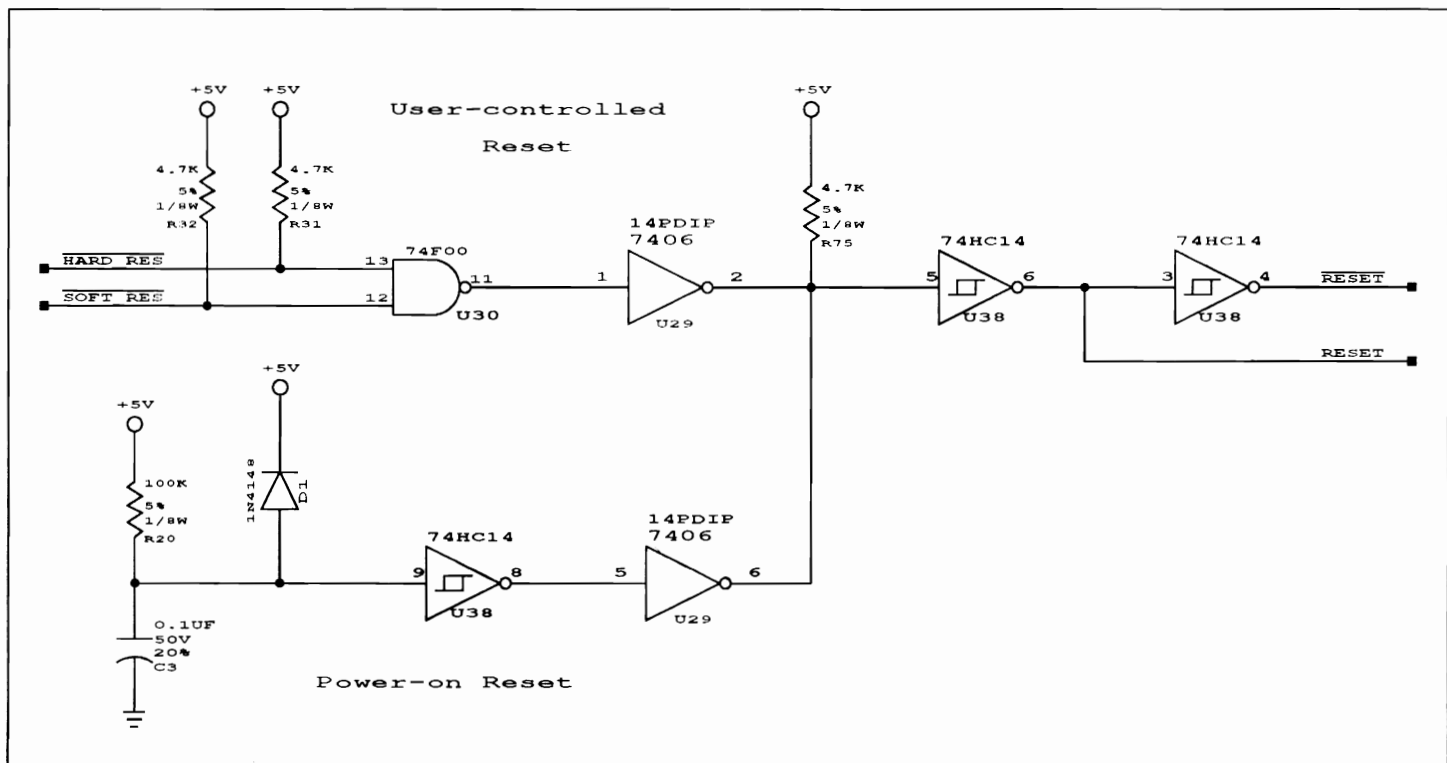 +5V
+5V
User-controlled
Reset
+5V
4.7K
5%
1/8W
R32
4.7K
5%
1/8W
R31
4.7K
5%
1/8W
R75
14PDIP
7406
74F00
74HC14
74HC14
HARD RES
SOFT RES
13
12
11
U30
1
2
U29
5
6
U38
3
4
U38
RESET
RESET
+5V
+5V
100K
5%
1/8W
R20
1N4148
D1
74HC14
9
8
U38
14PDIP
7406
5
6
U29
0.1UF
50V
20%
C3
Power-on Reset